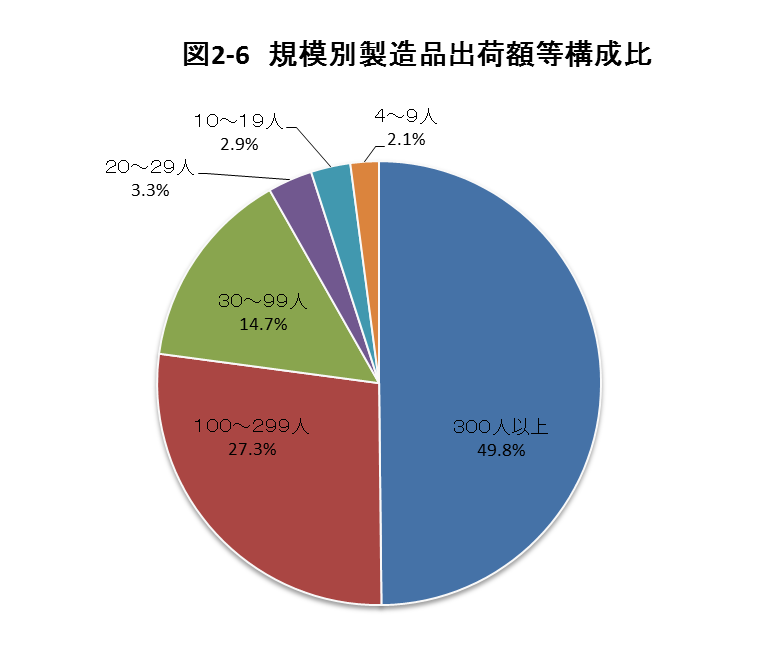 図2-6 規模別製造品出荷額等構成比
4～9人
2.1%
10～19人
2.9%
20～29人
3.3%
30～99人
14.7%
100～299人
27.3%
300人以上
49.8%